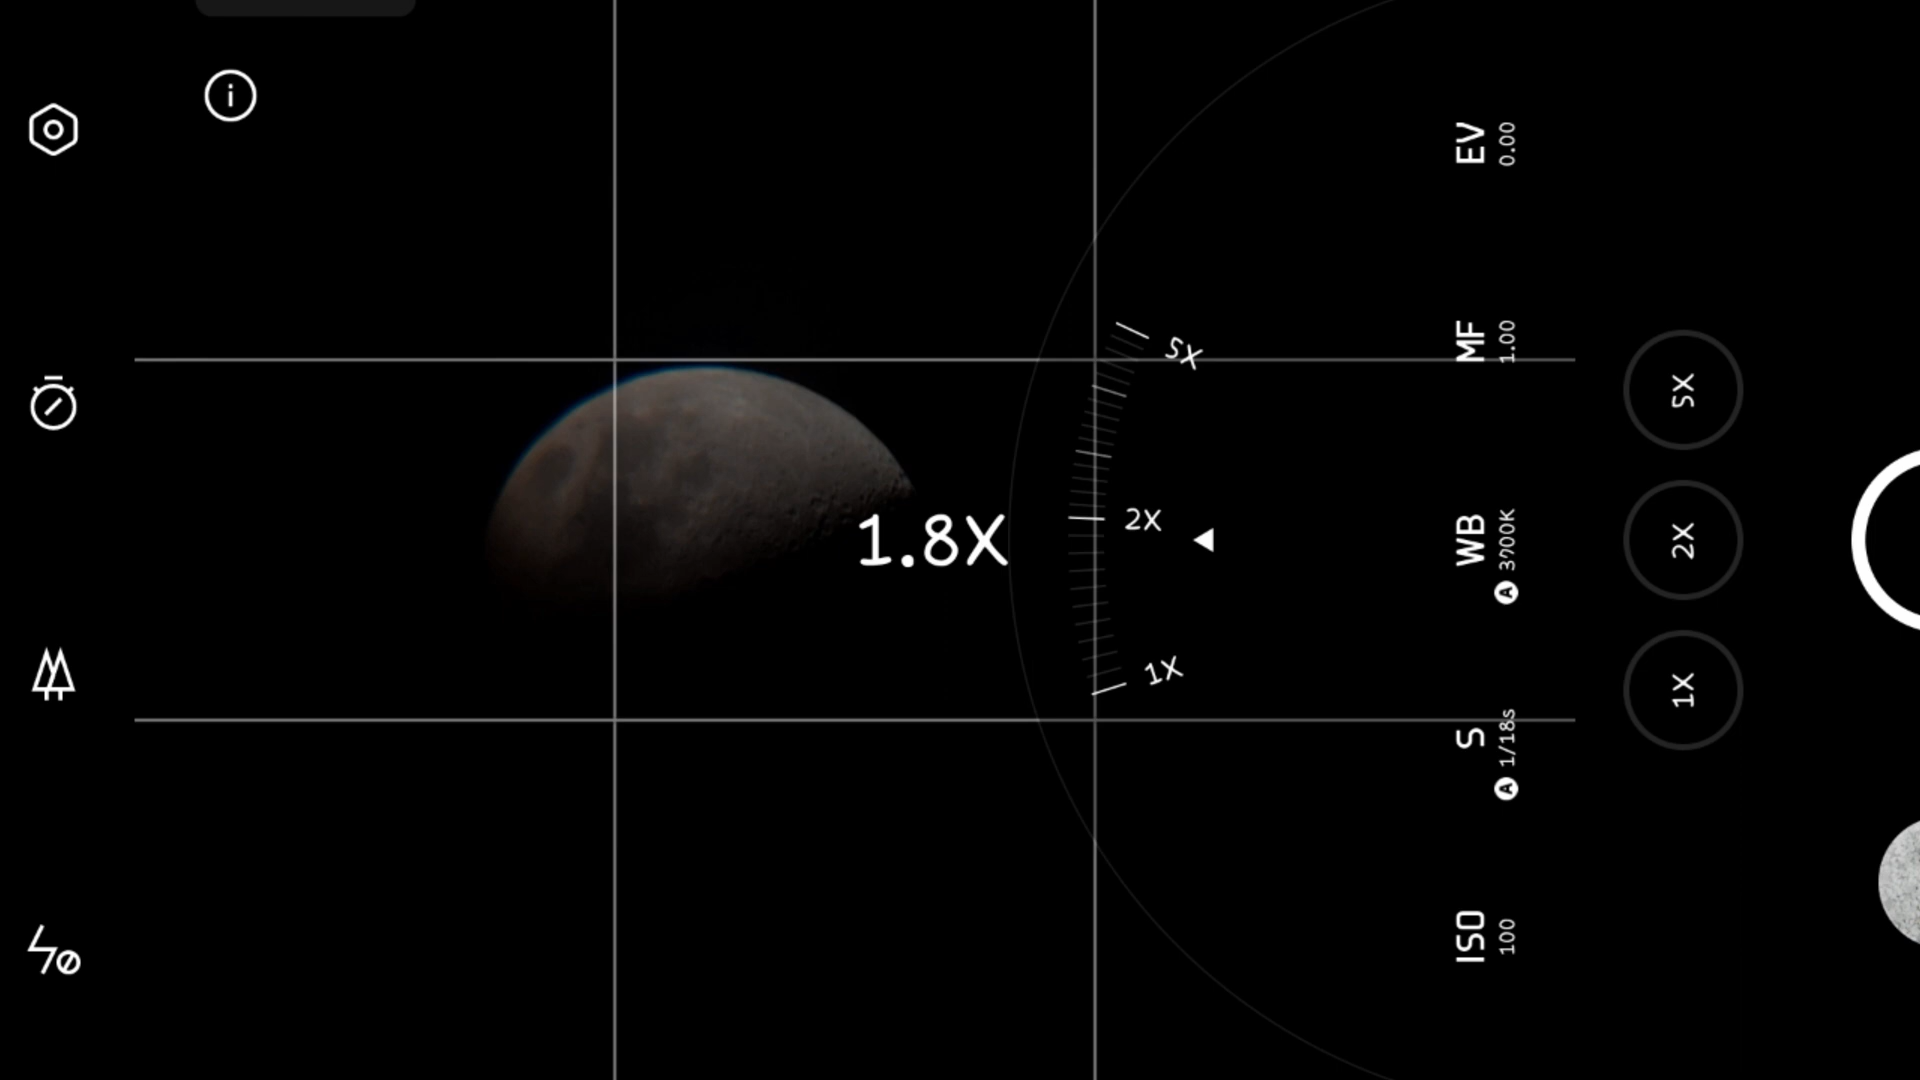 i
EV
0.00
MF
1.00
WB
A 3700K
S
A 1/18s
ISO
100
5X
2X
1X
1.8X
5X
2X
1X